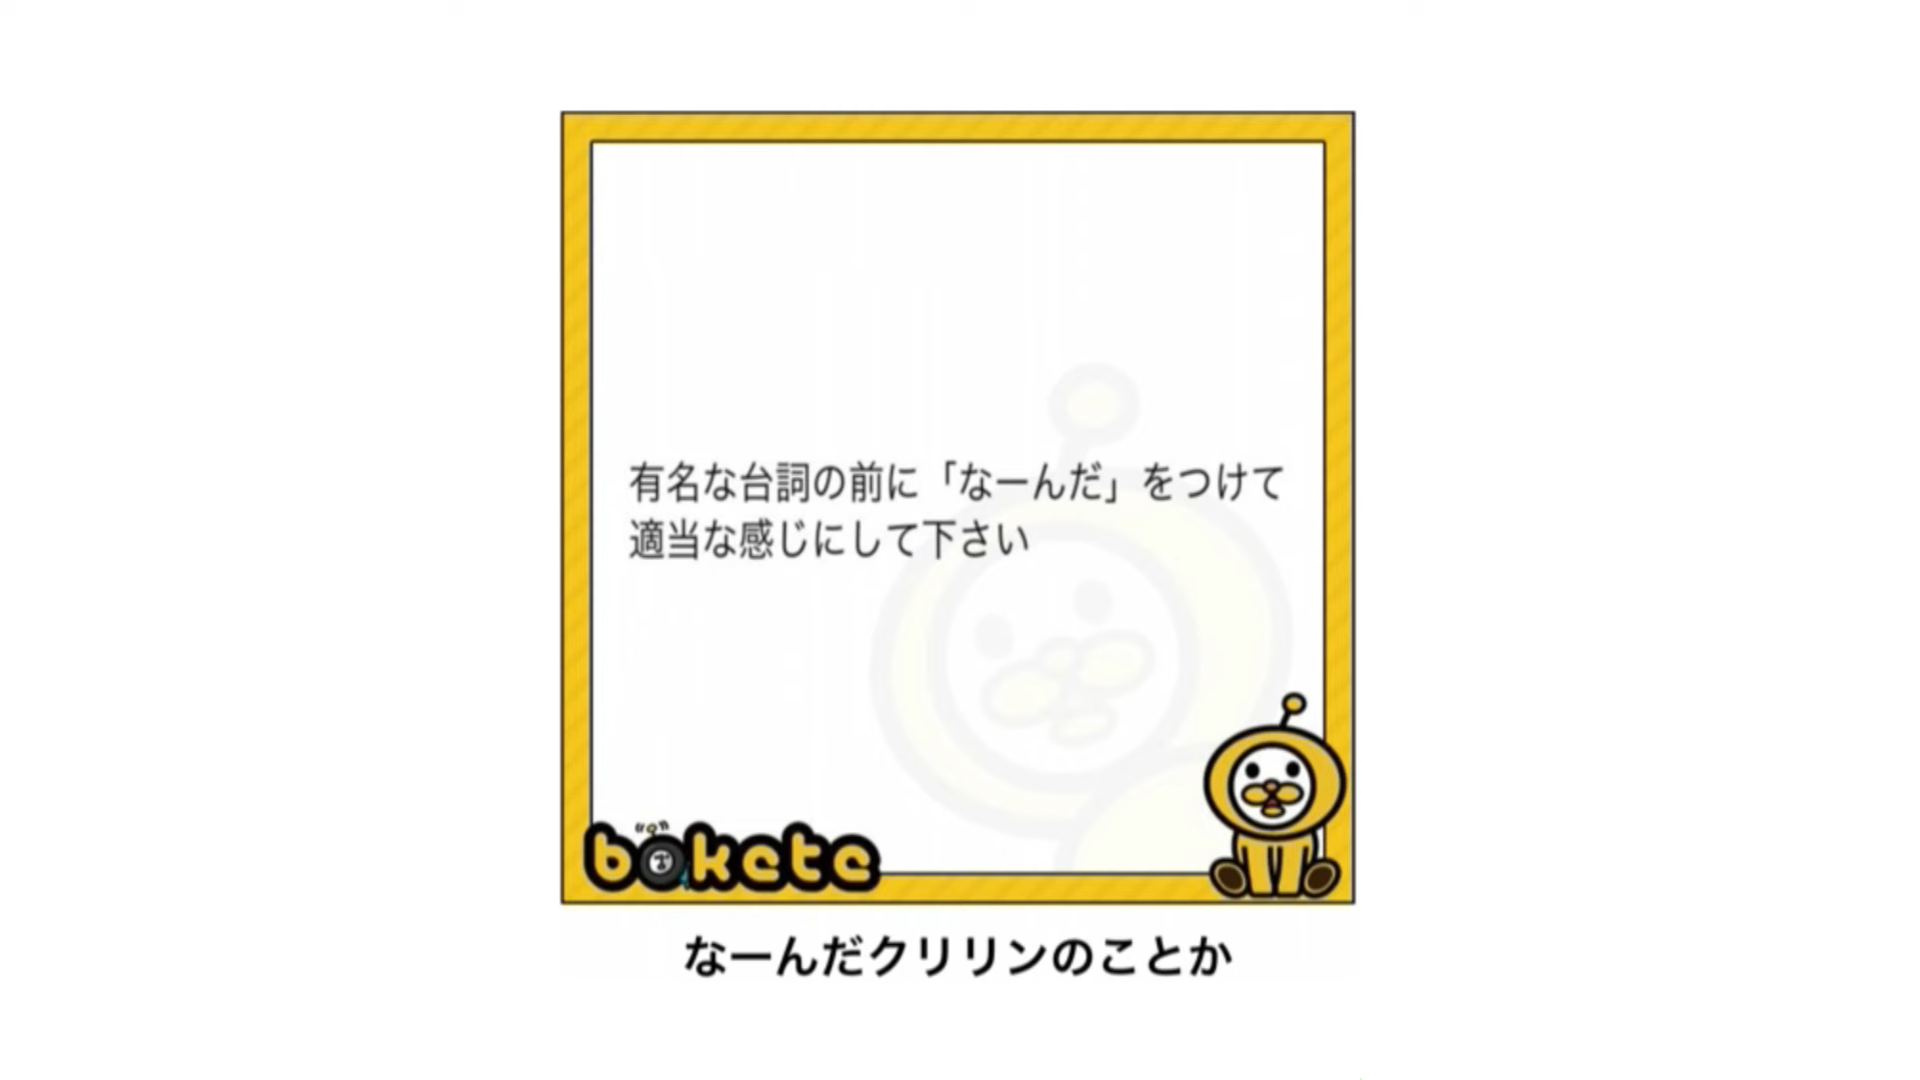 有名な台詞の前に「なーんだ」をつけて
適当な感じにして下さい
bokete
なーんだクリリンのことか